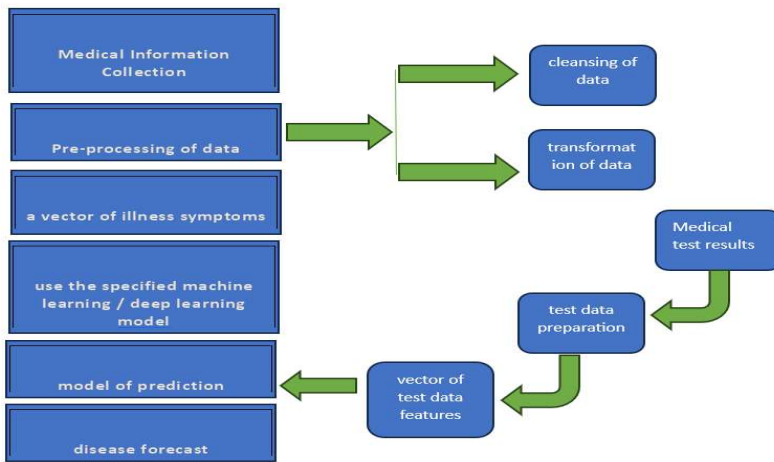 Medical Information
Collection
Pre-processing of data
a vector of illness symptoms
use the specified machine
learning / deep learning
model
model of prediction
disease forecast
cleansing of
data
transformat
ion of data
Medical
test results
test data
preparation
vector of
test data
features